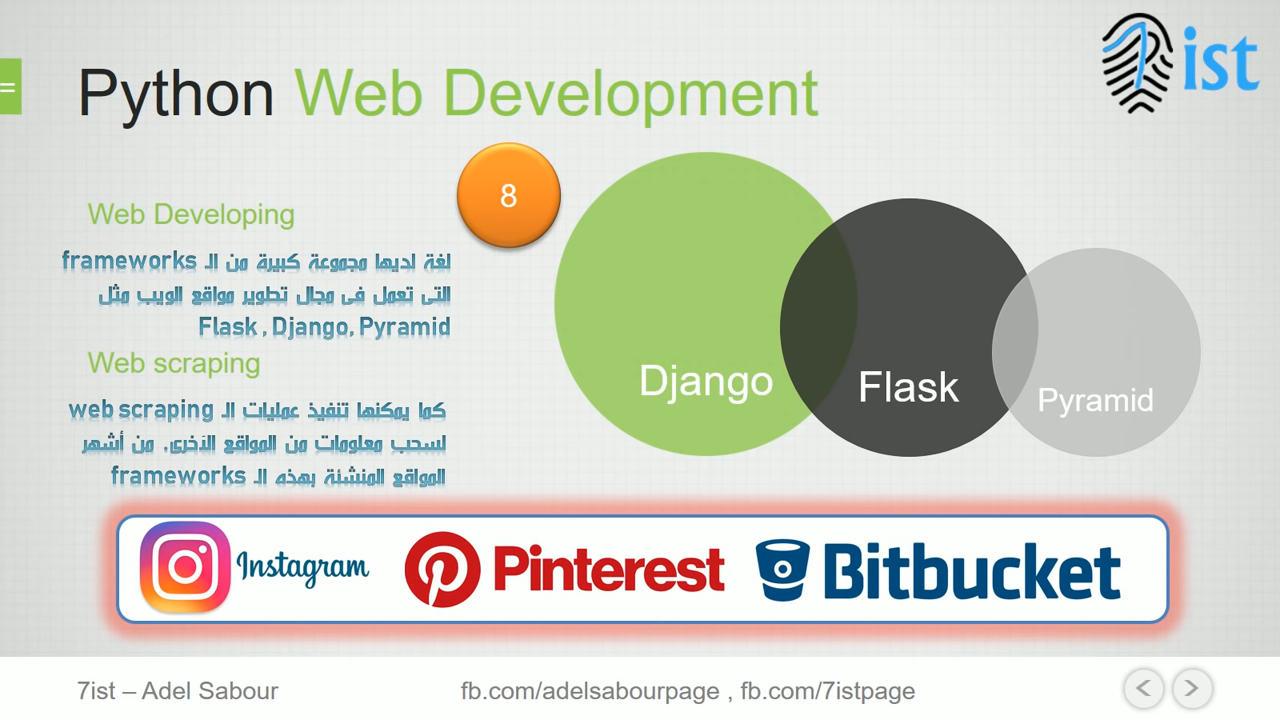 7ist
=
Python Web Development
8
Web Developing
لغة لديها مجموعة كبيرة من الـ frameworks
التى تعمل فى مجال تطوير مواقع الويب مثل
Flask , Django, Pyramid
Web scraping
كما يمكنها تنفيذ عمليات الـ web scraping
لسحب معلومات من المواقع الآخرى. من أشهر
المواقع المنشئة بهذه الـ frameworks
Django
Flask
Pyramid
Instagram
Pinterest
Bitbucket
7ist – Adel Sabour
fb.com/adelsabourpage , fb.com/7istpage
< >